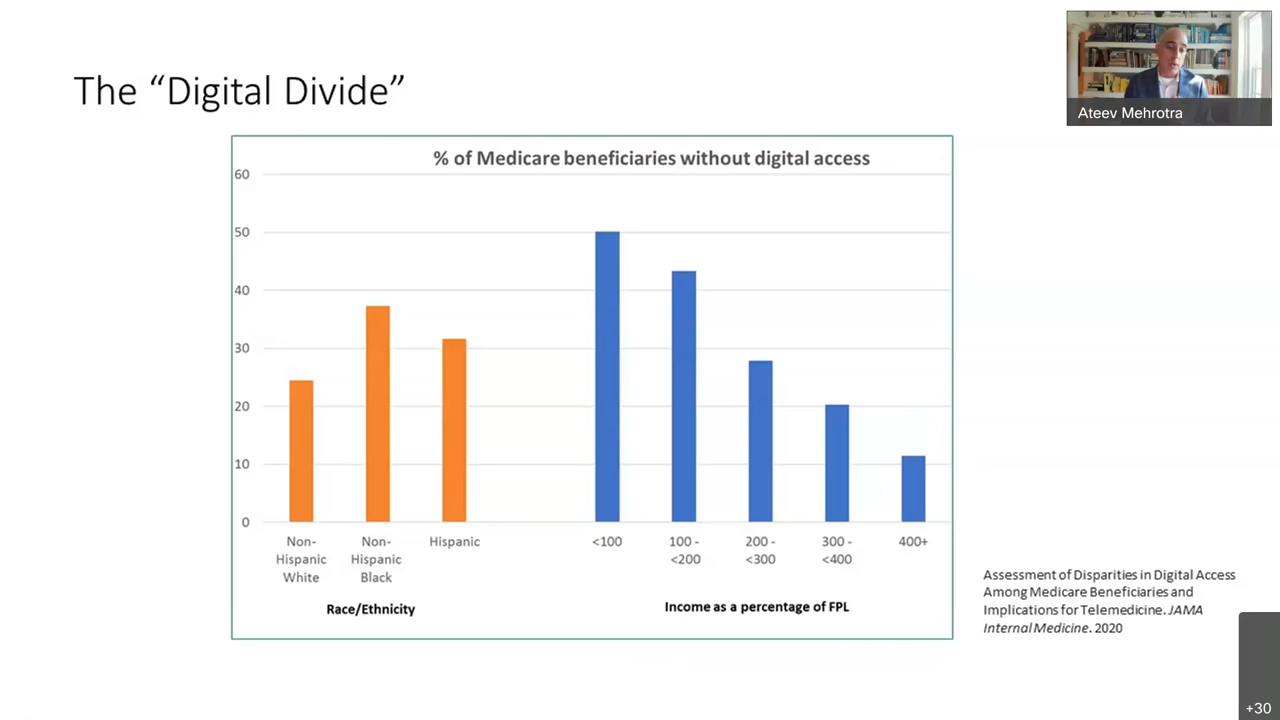 The “Digital Divide”
Ateev Mehrotra
% of Medicare beneficiaries without digital access
60
50
40
30
20
10
0
Non-
Hispanic
White
Non-
Hispanic
Black
Hispanic
<100
100 -
<200
200 -
<300
300 -
<400
400+
Race/Ethnicity
Income as a percentage of FPL
Assessment of Disparities in Digital Access
Among Medicare Beneficiaries and
Implications for Telemedicine. JAMA
Internal Medicine. 2020
+30